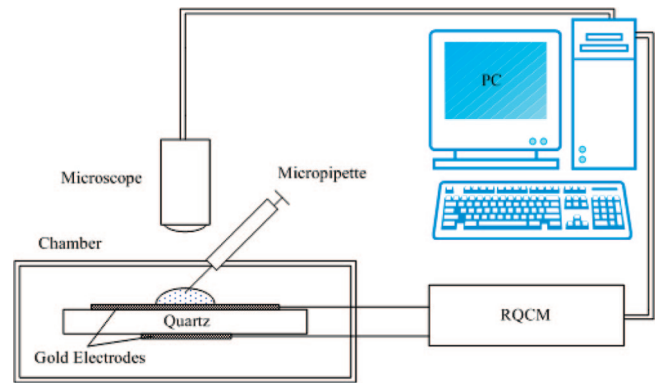 PC
Microscope
Micropipette
Chamber
Quartz
RQCM
Gold Electrodes